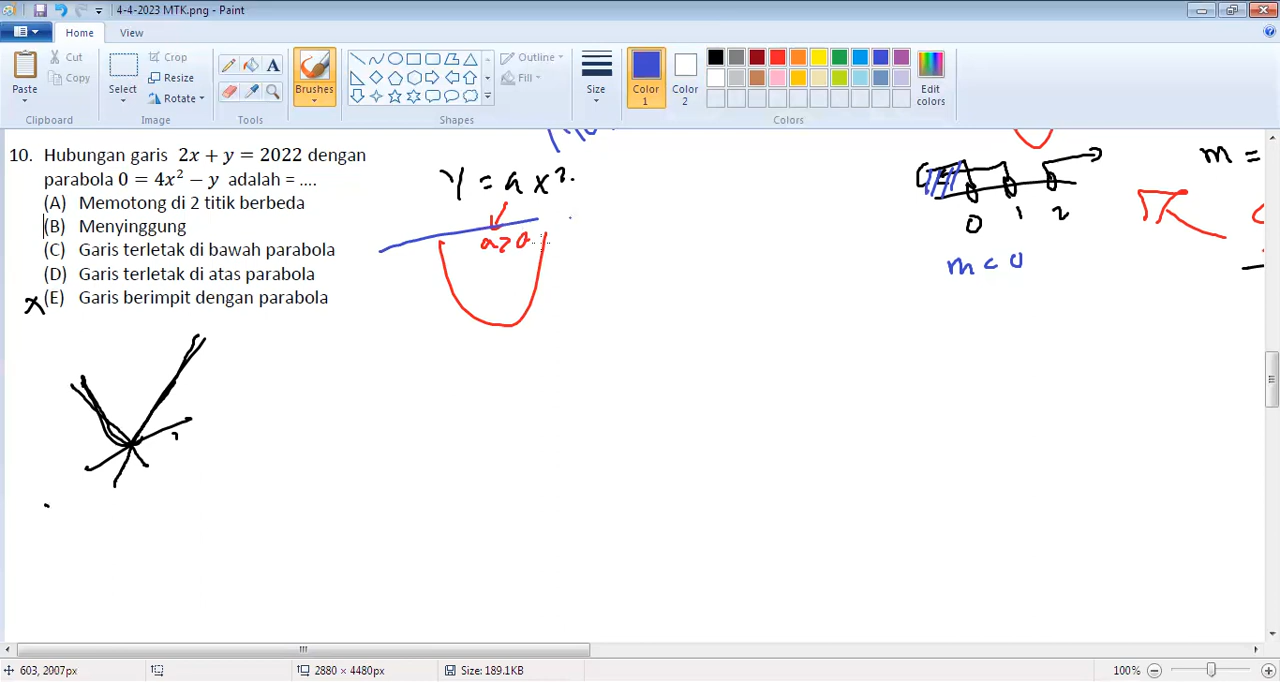 4-4-2023 MTK.png - Paint
Home View
Paste
Cut
Copy
Select
Crop
Resize
Rotate
Brushes
Outline
Fill
Size
Color 1
Color 2
Edit colors
Clipboard Image Tools Shapes Colors
10. Hubungan garis 2x + y = 2022 dengan
parabola 0 = 4x² − y adalah = ....
(A) Memotong di 2 titik berbeda
(B) Menyinggung
(C) Garis terletak di bawah parabola
(D) Garis terletak di atas parabola
x (E) Garis berimpit dengan parabola
y = a x².
a > 0
0 1 2
m < 0
m =
603, 2007px
2880 × 4480px
Size: 189.1KB
100%